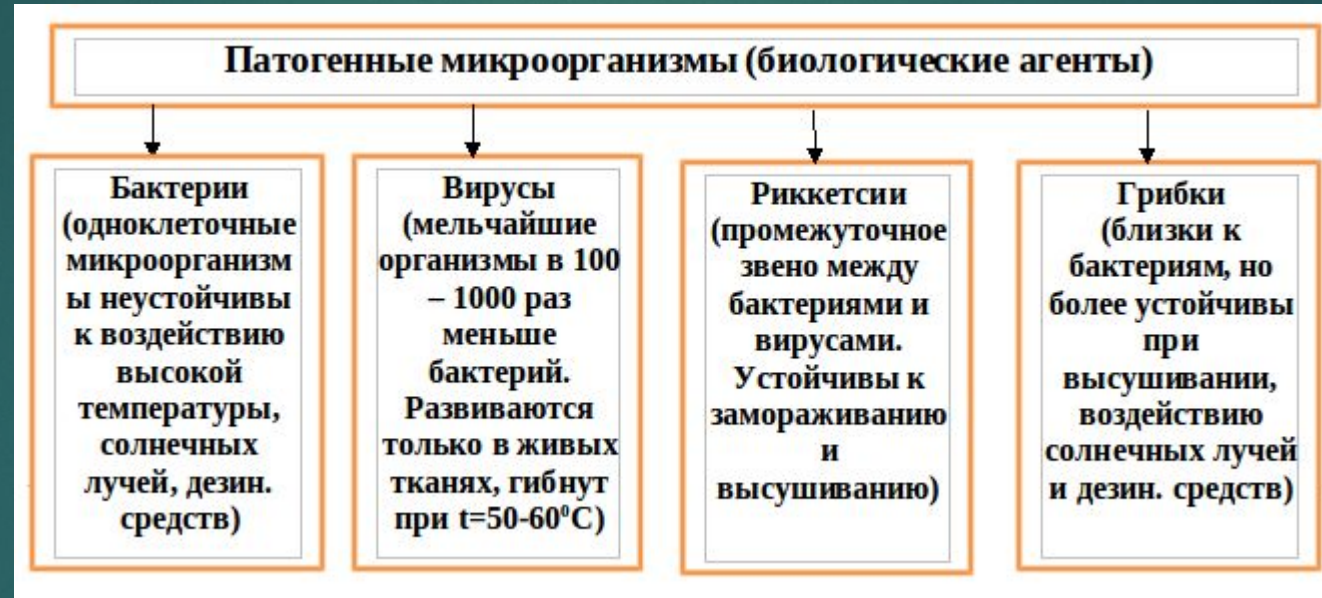 Патогенные микроорганизмы (биологические агенты)
Бактерии
(одноклеточные
микроорганизм
ы неустойчивы
к воздействию
высокой
температуры,
солнечных
лучей, дезин.
средств)
Вирусы
(мельчайшие
организмы в 100
– 1000 раз
меньше
бактерий.
Развиваются
только в живых
тканях, гибнут
при t=50-60⁰С)
Риккетсии
(промежуточное
звено между
бактериями и
вирусами.
Устойчивы к
замораживанию
и
высушиванию)
Грибки
(близки к
бактериям, но
более устойчивы
при
высушивании,
воздействию
солнечных лучей
и дезин. средств)